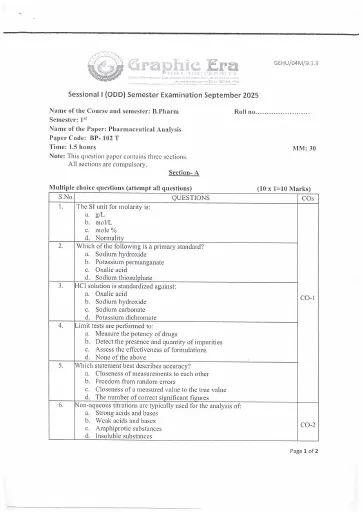 GEHU/04M/9.1.3
Graphic Era
HILL UNIVERSITY
Sessional I (ODD) Semester Examination September 2025
Name of the Course and semester: B.Pharm Roll no........................
Semester: 1st
Name of the Paper: Pharmaceutical Analysis
Paper Code: BP- 102 T
Time: 1.5 hours MM: 30
Note: This question paper contains three sections.
All sections are compulsory.
Section- A
Multiple choice questions (attempt all questions) (10 x 1=10 Marks)
S.No. QUESTIONS COs
1. The SI unit for molarity is:
a. g/L
b. mol/L
c. mole %
d. Normality
2. Which of the following is a primary standard?
a. Sodium hydroxide
b. Potassium permanganate
c. Oxalic acid
d. Sodium thiosulphate
3. HCl solution is standardized against:
a. Oxalic acid
b. Sodium hydroxide
c. Sodium carbonate
d. Potassium dichromate
CO-1
4. Limit tests are performed to:
a. Measure the potency of drugs
b. Detect the presence and quantity of impurities
c. Assess the effectiveness of formulations
d. None of the above
5. Which statement best describes accuracy?
a. Closeness of measurements to each other
b. Freedom from random errors
c. Closeness of a measured value to the true value
d. The number of correct significant figures
6. Non-aqueous titrations are typically used for the analysis of:
a. Strong acids and bases
b. Weak acids and bases
c. Amphiprotic substances
d. Insoluble substances
CO-2
Page 1 of 2